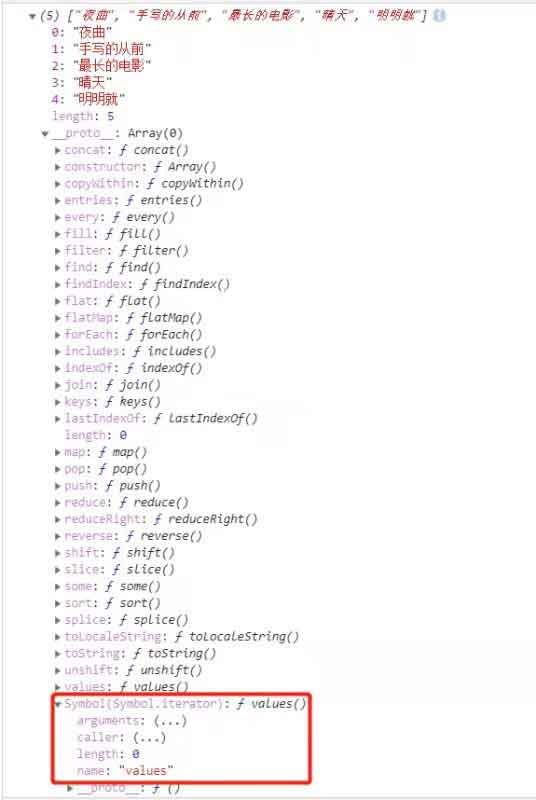 (5) ["夜曲", "手写的从前", "最长的电影", "晴天", "明明就"]
0: "夜曲"
1: "手写的从前"
2: "最长的电影"
3: "晴天"
4: "明明就"
length: 5
__proto__: Array(0)
concat: ƒ concat()
constructor: ƒ Array()
copyWithin: ƒ copyWithin()
entries: ƒ entries()
every: ƒ every()
fill: ƒ fill()
filter: ƒ filter()
find: ƒ find()
findIndex: ƒ findIndex()
flat: ƒ flat()
flatMap: ƒ flatMap()
forEach: ƒ forEach()
includes: ƒ includes()
indexOf: ƒ indexOf()
join: ƒ join()
keys: ƒ keys()
lastIndexOf: ƒ lastIndexOf()
length: 0
map: ƒ map()
pop: ƒ pop()
push: ƒ push()
reduce: ƒ reduce()
reduceRight: ƒ reduceRight()
reverse: ƒ reverse()
shift: ƒ shift()
slice: ƒ slice()
some: ƒ some()
sort: ƒ sort()
splice: ƒ splice()
toLocaleString: ƒ toLocaleString()
toString: ƒ toString()
unshift: ƒ unshift()
values: ƒ values()
Symbol(Symbol.iterator): ƒ values()
arguments: (...)
caller: (...)
length: 0
name: "values"
__proto__: ƒ ()